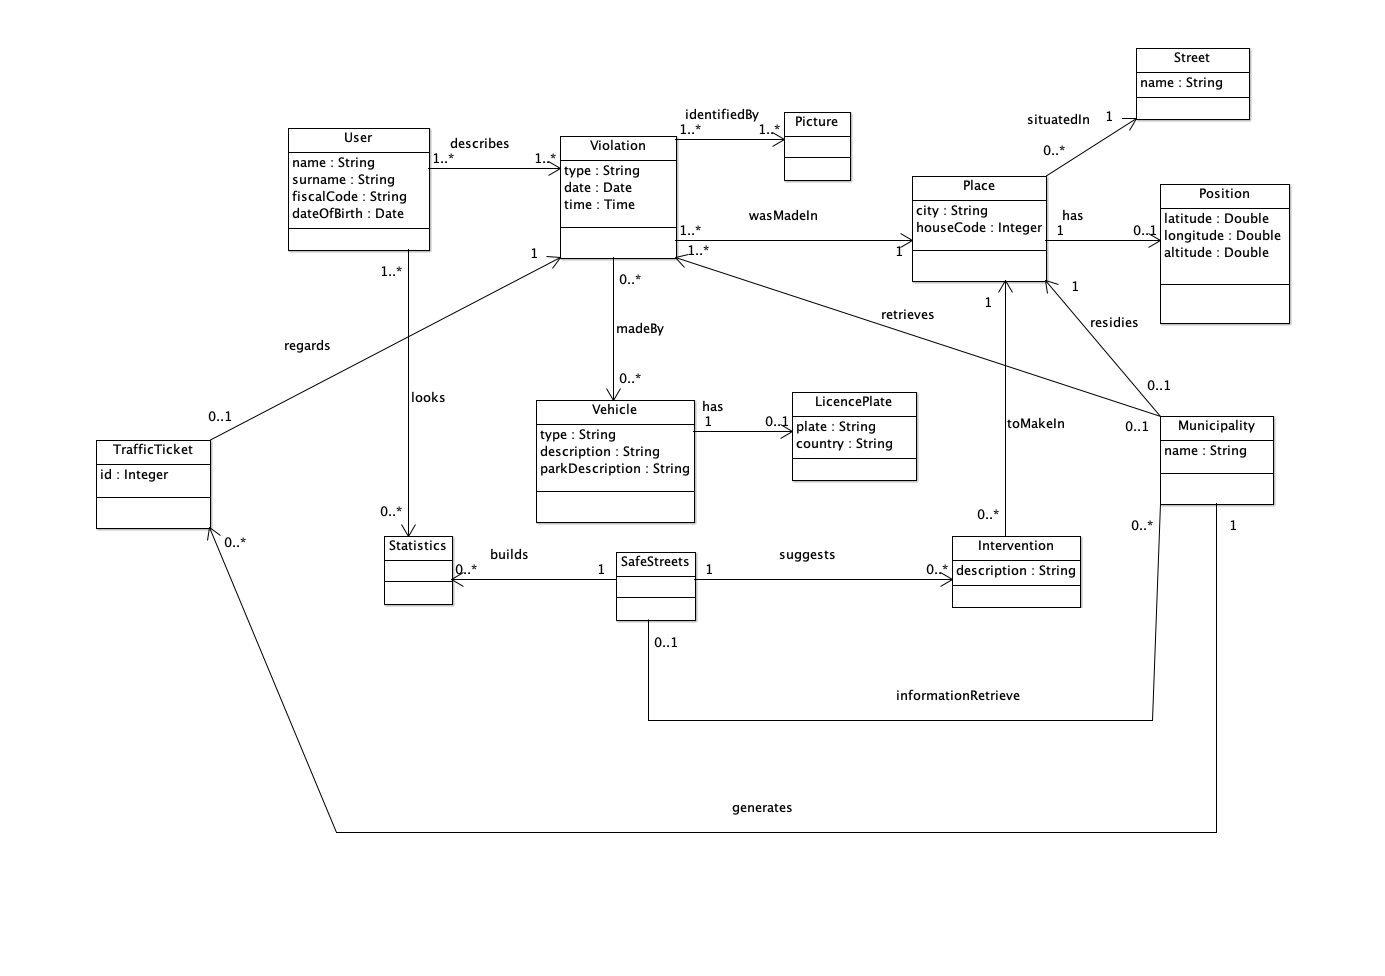 Street
name : String
situatedIn
1
0..*
identifiedBy
1..*
1..*
Picture
User
name : String
surname : String
fiscalCode : String
dateOfBirth : Date
describes
1..*
1..*
Violation
type : String
date : Date
time : Time
wasMadeIn
1..*
1
Place
city : String
houseCode : Integer
has
1
0..1
Position
latitude : Double
longitude : Double
altitude : Double
1..*
1
0..*
1..*
1
1
retrieves
residies
madeBy
regards
0..*
0..1
looks
0..1
0..1
toMakeIn
Vehicle
type : String
description : String
parkDescription : String
has
1
0..1
LicencePlate
plate : String
country : String
Municipality
name : String
TrafficTicket
id : Integer
0..*
0..*
0..*
0..*
1
Statistics
builds
0..*
1
SafeStreets
suggests
1
0..*
Intervention
description : String
0..1
informationRetrieve
generates